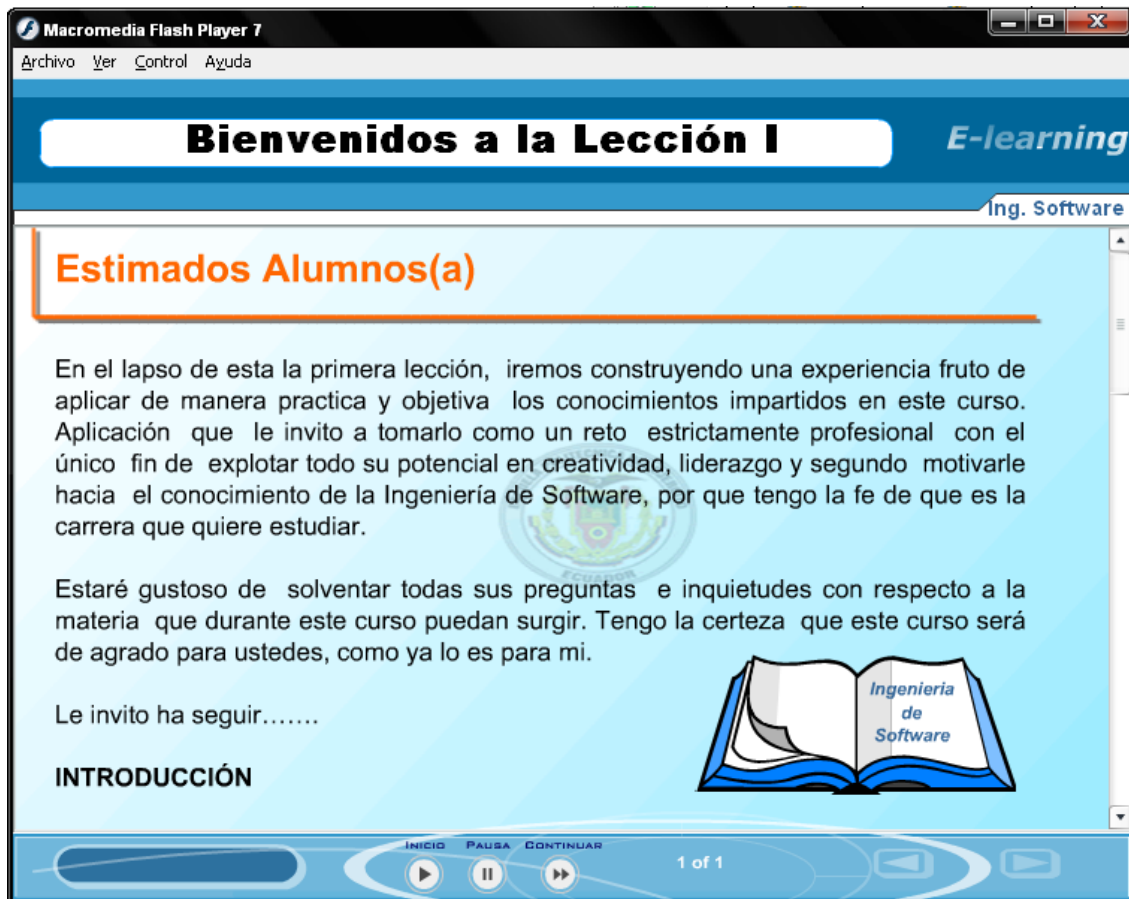 Macromedia Flash Player 7
Archivo Ver Control Ayuda
Bienvenidos a la Lección I
E-learning
Ing. Software
Estimados Alumnos(a)
En el lapso de esta la primera lección, iremos construyendo una experiencia fruto de
aplicar de manera practica y objetiva los conocimientos impartidos en este curso.
Aplicación que le invito a tomarlo como un reto estrictamente profesional con el
único fin de explotar todo su potencial en creatividad, liderazgo y segundo motivarle
hacia el conocimiento de la Ingeniería de Software, por que tengo la fe de que es la
carrera que quiere estudiar.
Estaré gustoso de solventar todas sus preguntas e inquietudes con respecto a la
materia que durante este curso puedan surgir. Tengo la certeza que este curso será
de agrado para ustedes, como ya lo es para mi.
Le invito ha seguir…….
INTRODUCCIÓN
Ingenieria
de
Software
ECUADOR
INICIO PAUSA CONTINUAR
1 of 1